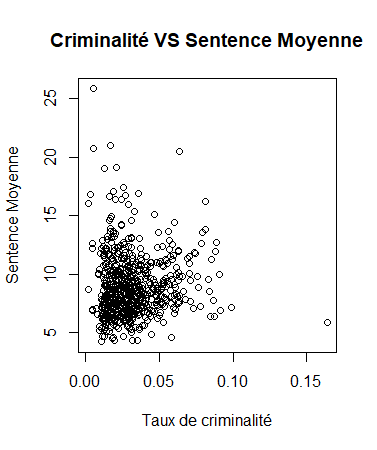 Criminalité VS Sentence Moyenne
Sentence Moyenne
25
20
15
10
5
0.00 0.05 0.10 0.15
Taux de criminalité